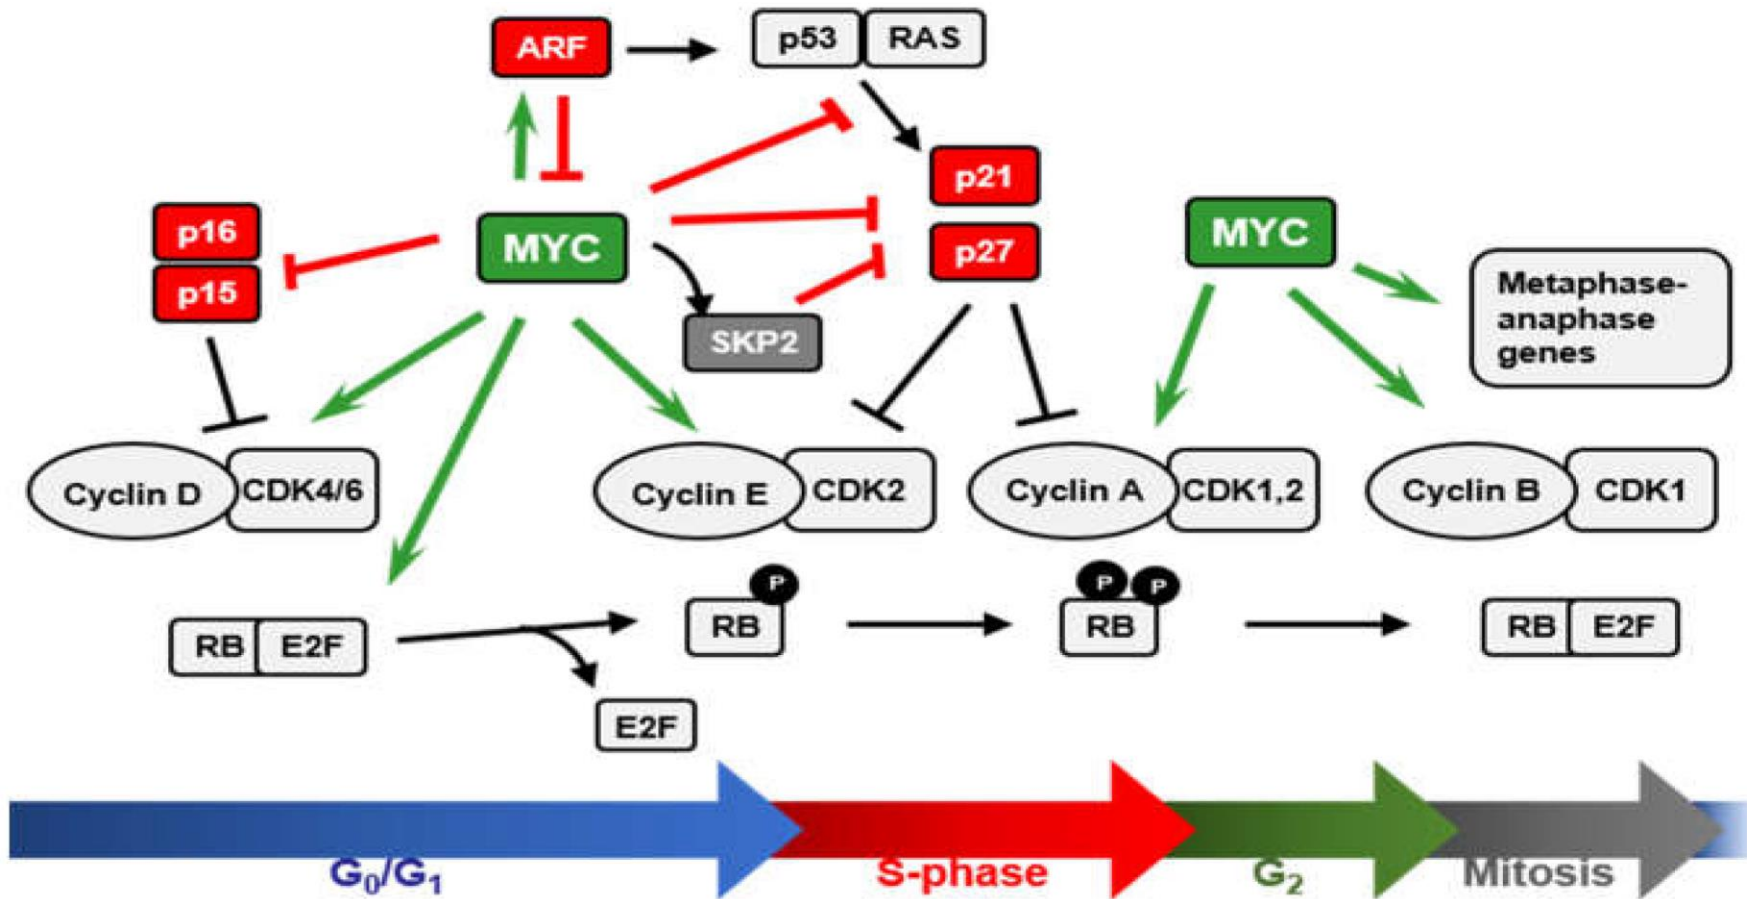 ARF
p53
RAS
p21
p16
MYC
p27
MYC
p15
SKP2
Metaphase-
anaphase
genes
Cyclin D
CDK4/6
Cyclin E
CDK2
Cyclin A
CDK1,2
Cyclin B
CDK1
P
P
P
RB
E2F
RB
RB
RB
E2F
E2F
G₀/G₁
S-phase
G₂
Mitosis